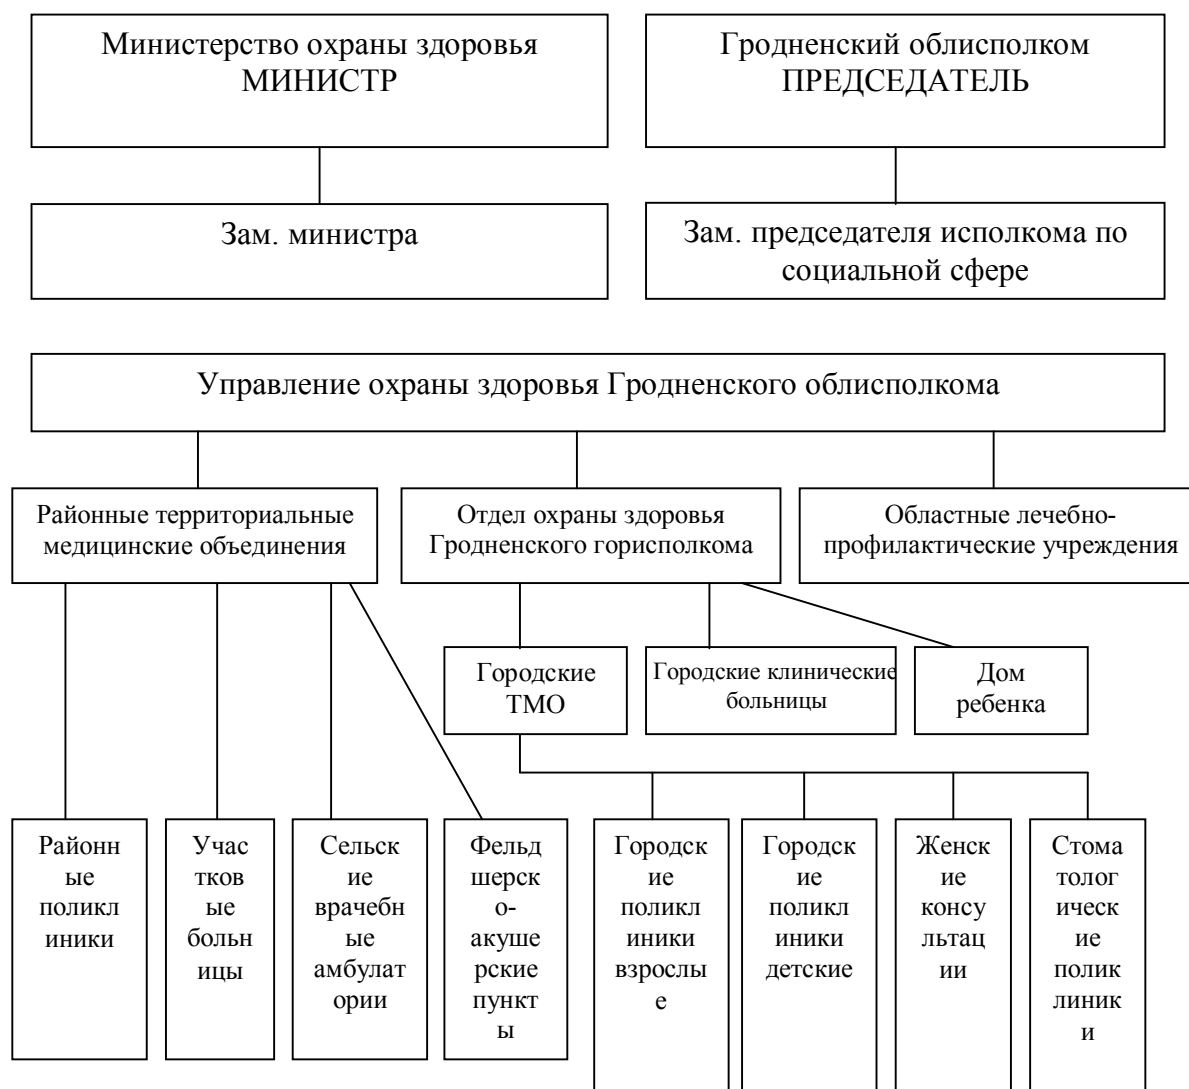 Министерство охраны здоровья
МИНИСТР
Гродненский облисполком
ПРЕДСЕДАТЕЛЬ
Зам. министра
Зам. председателя исполкома по
социальной сфере
Управление охраны здоровья Гродненского облисполкома
Районные территориальные
медицинские объединения
Отдел охраны здоровья
Гродненского горисполкома
Областные лечебно-
профилактические учреждения
Городские
ТМО
Городские клинические
больницы
Дом
ребенка
Районн
ые
поликл
иники
Учас
тков
ые
больн
ицы
Сельск
ие
врачебн
ые
амбулат
ории
Фельд
шерск
о-
акуше
рские
пункт
ы
Городск
ие
поликл
иники
взрослы
е
Городск
ие
поликл
иники
детские
Женск
ие
консу
льтац
ии
Стома
толог
ическ
ие
полик
линик
и